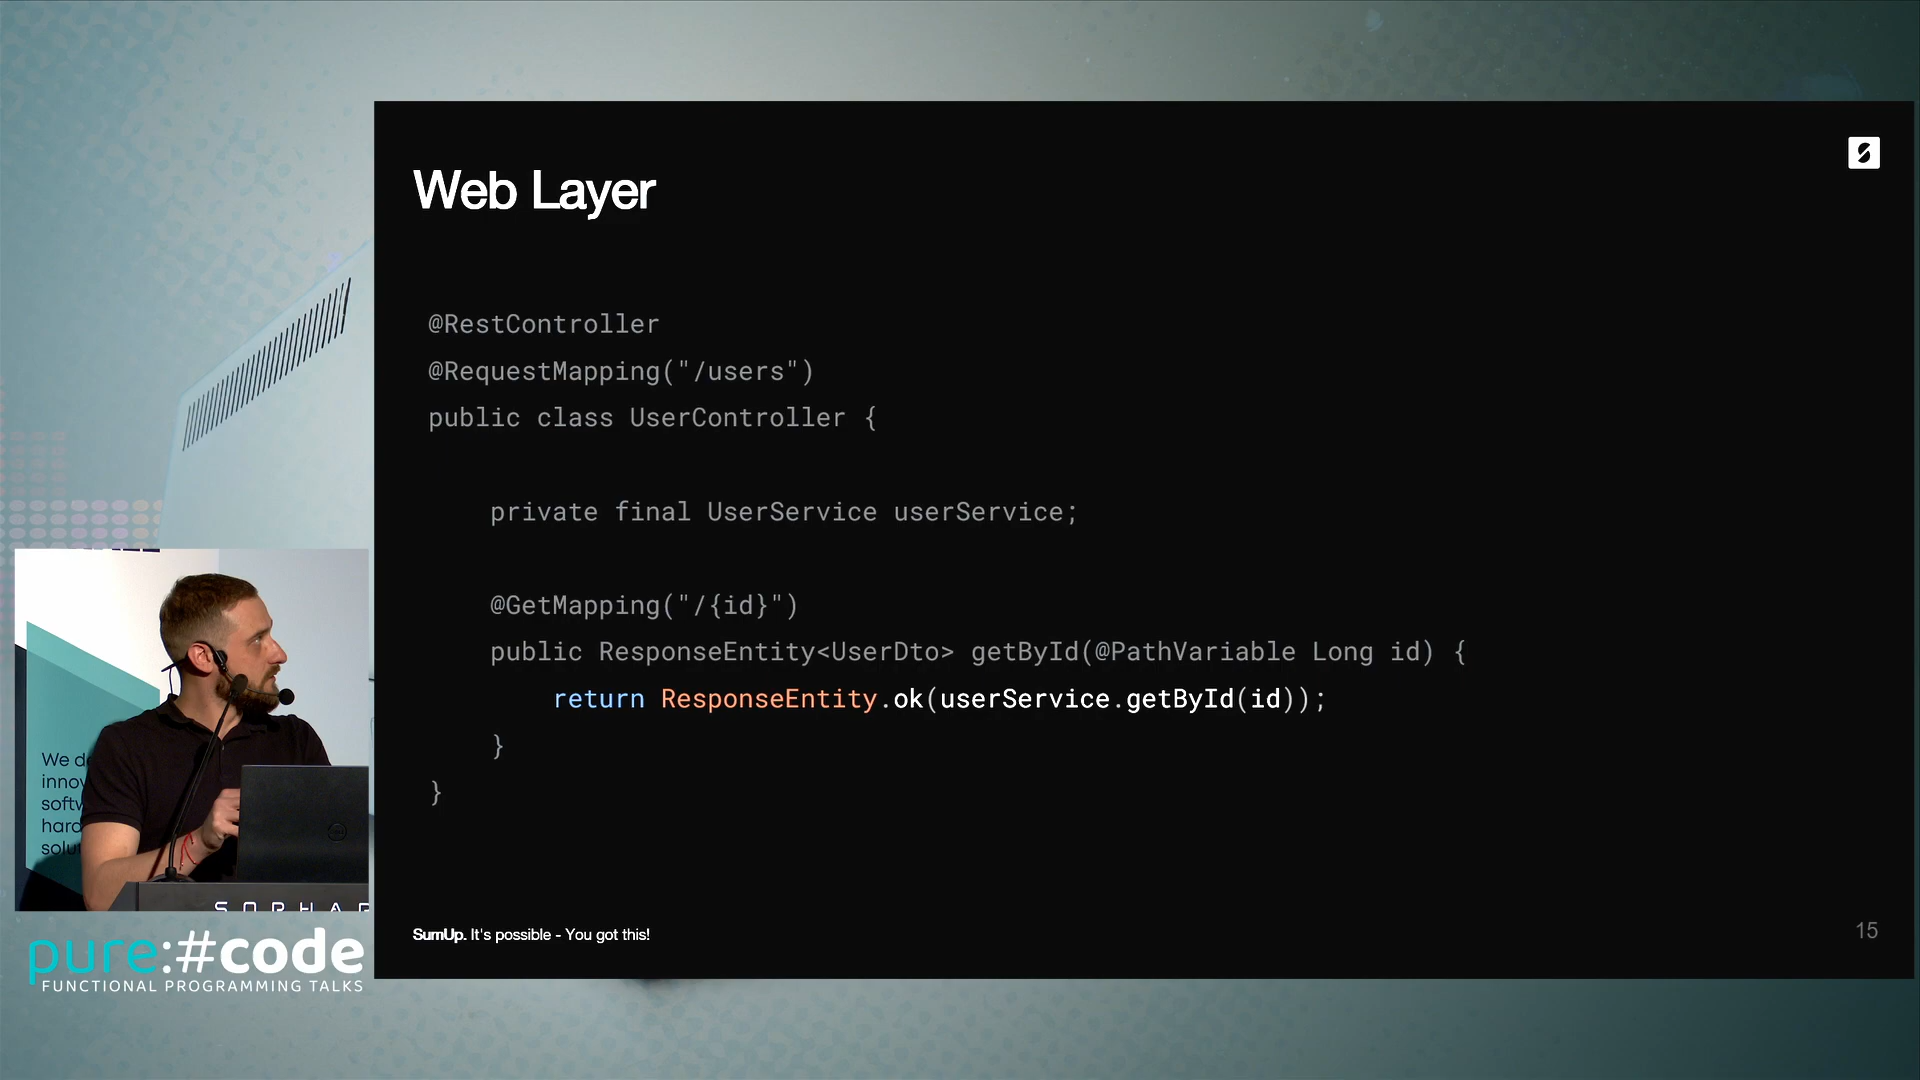 Web Layer
@RestController
@RequestMapping("/users")
public class UserController {
private final UserService userService;
@GetMapping("/{id}")
public ResponseEntity<UserDto> getById(@PathVariable Long id) {
return ResponseEntity.ok(userService.getById(id));
}
}
SumUp. It's possible - You got this!
15
We
pure:#code
FUNCTIONAL PROGRAMMING TALKS